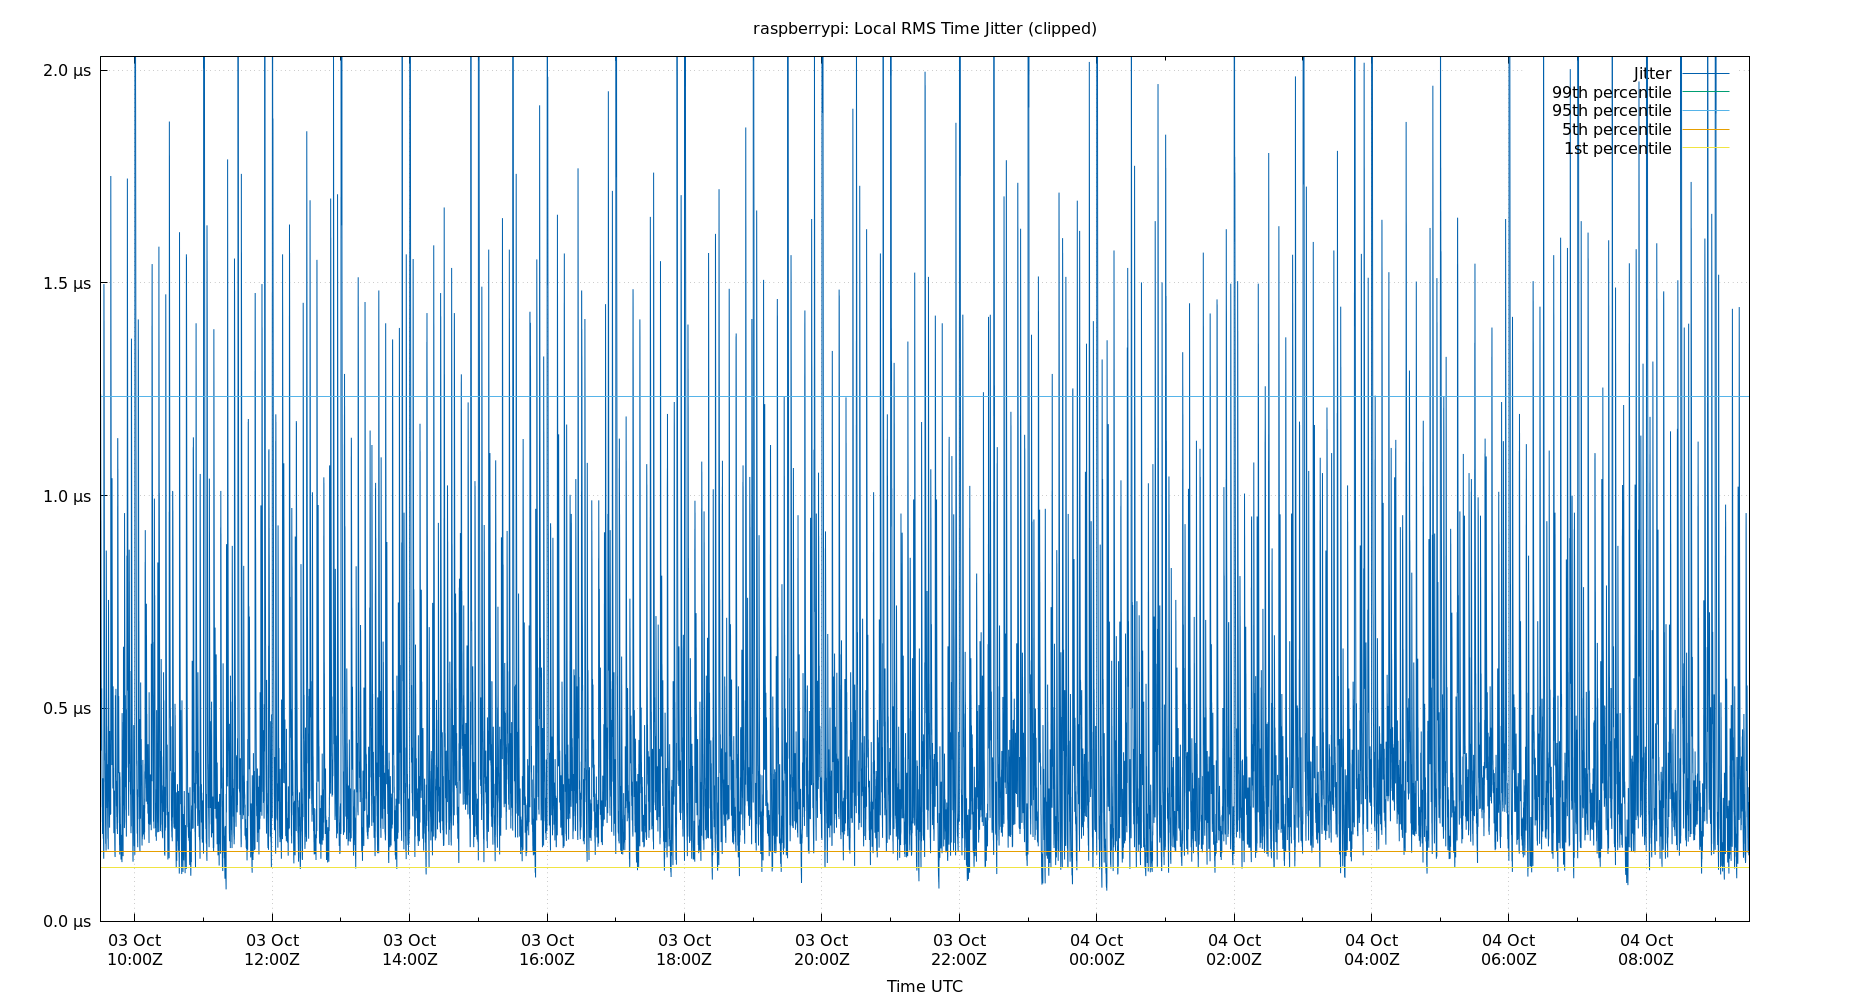 raspberrypi: Local RMS Time Jitter (clipped)
2.0 µs
1.5 µs
1.0 µs
0.5 µs
0.0 µs
Jitter
99th percentile
95th percentile
5th percentile
1st percentile
03 Oct 03 Oct 03 Oct 03 Oct 03 Oct 03 Oct 03 Oct 04 Oct 04 Oct 04 Oct 04 Oct 04 Oct
10:00Z 12:00Z 14:00Z 16:00Z 18:00Z 20:00Z 22:00Z 00:00Z 02:00Z 04:00Z 06:00Z 08:00Z
Time UTC